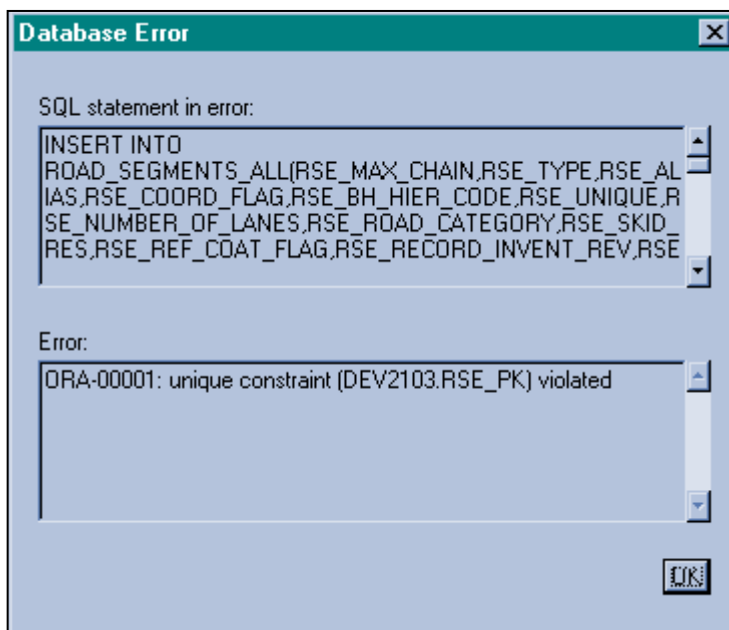 Database Error
SQL statement in error:
INSERT INTO
ROAD_SEGMENTS_ALL(RSE_MAX_CHAIN,RSE_TYPE,RSE_AL
IAS,RSE_COORD_FLAG,RSE_BH_HIER_CODE,RSE_UNIQUE,R
SE_NUMBER_OF_LANES,RSE_ROAD_CATEGORY,RSE_SKID_
RES,RSE_REF_COAT_FLAG,RSE_RECORD_INVENT_REV,RSE
Error:
ORA-00001: unique constraint (DEV2103.RSE_PK) violated
OK